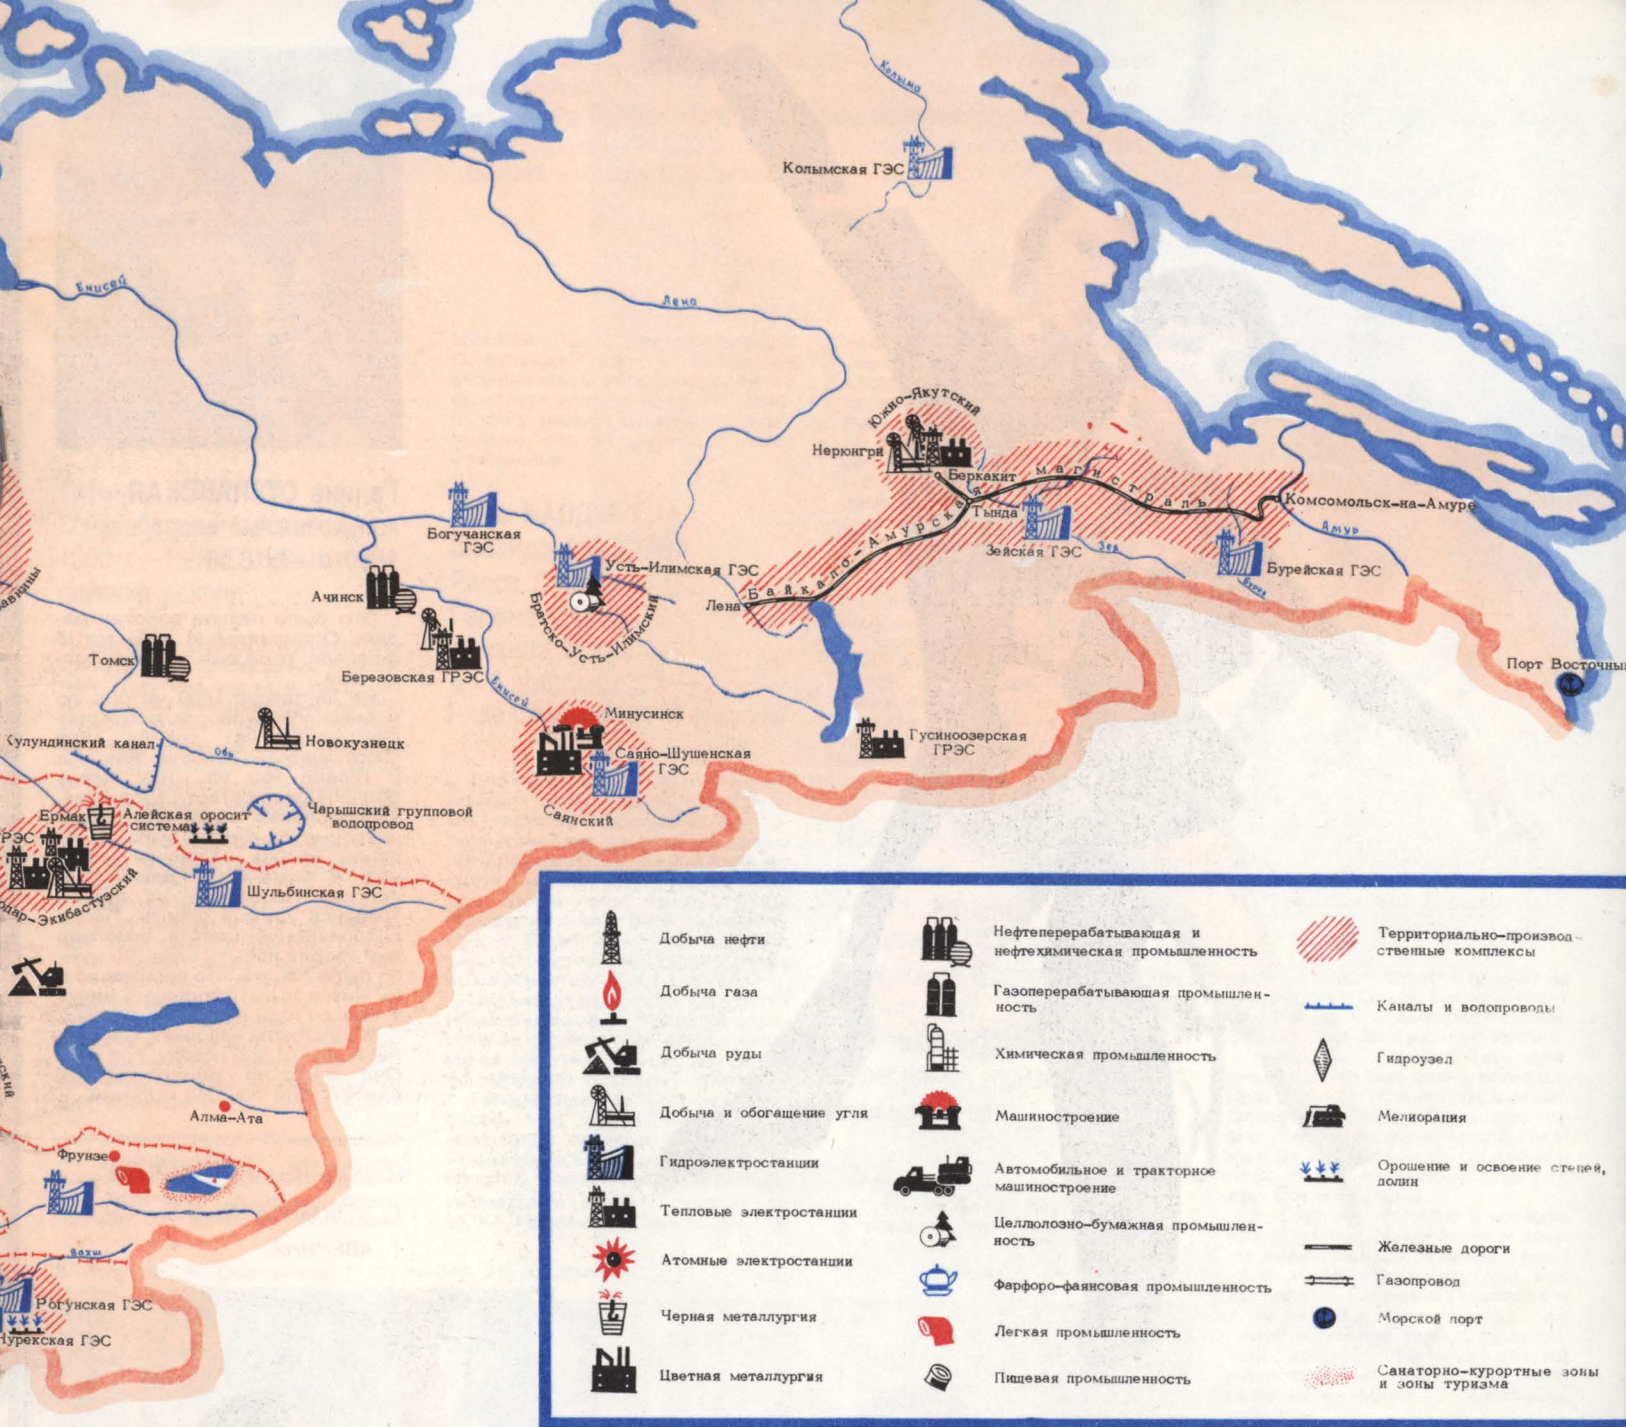 Колыма
Колымская ГЭС
Енисей
Лена
Южно-Якутский
Нерюнгри
Беркакит
Байкало-Амурская магистраль
Тында
Комсомольск-на-Амуре
Амур
Зейская ГЭС
Зея
Бурейская ГЭС
Бурея
Богучанская
ГЭС
Усть-Илимская ГЭС
Братско-Усть-Илимский
Лена
Ачинск
Томск
Березовская ГРЭС
Енисей
Порт Восточный
Минусинск
Новокузнецк
Гусиноозерская
ГРЭС
Саяно-Шушенская
ГЭС
Саянский
Кулундинский канал
Обь
Ермак
Алейская оросит
система
Чарышский групповой
водопровод
РЭС
одар-Экибастузский
Шульбинская ГЭС
Алма-Ата
Фрунзе
Вахш
Рогунская ГЭС
Нурекская ГЭС
Добыча нефти
Добыча газа
Добыча руды
Добыча и обогащение угля
Гидроэлектростанции
Тепловые электростанции
Атомные электростанции
Черная металлургия
Цветная металлургия
Нефтеперерабатывающая и
нефтехимическая промышленность
Газоперерабатывающая промышлен-
ность
Химическая промышленность
Машиностроение
Автомобильное и тракторное
машиностроение
Целлюлозно-бумажная промышлен-
ность
Фарфоро-фаянсовая промышленность
Легкая промышленность
Пищевая промышленность
Территориально-производ-
ственные комплексы
Каналы и водопроводы
Гидроузел
Мелиорация
Орошение и освоение степей,
долин
Железные дороги
Газопровод
Морской порт
Санаторно-курортные зоны
и зоны туризма